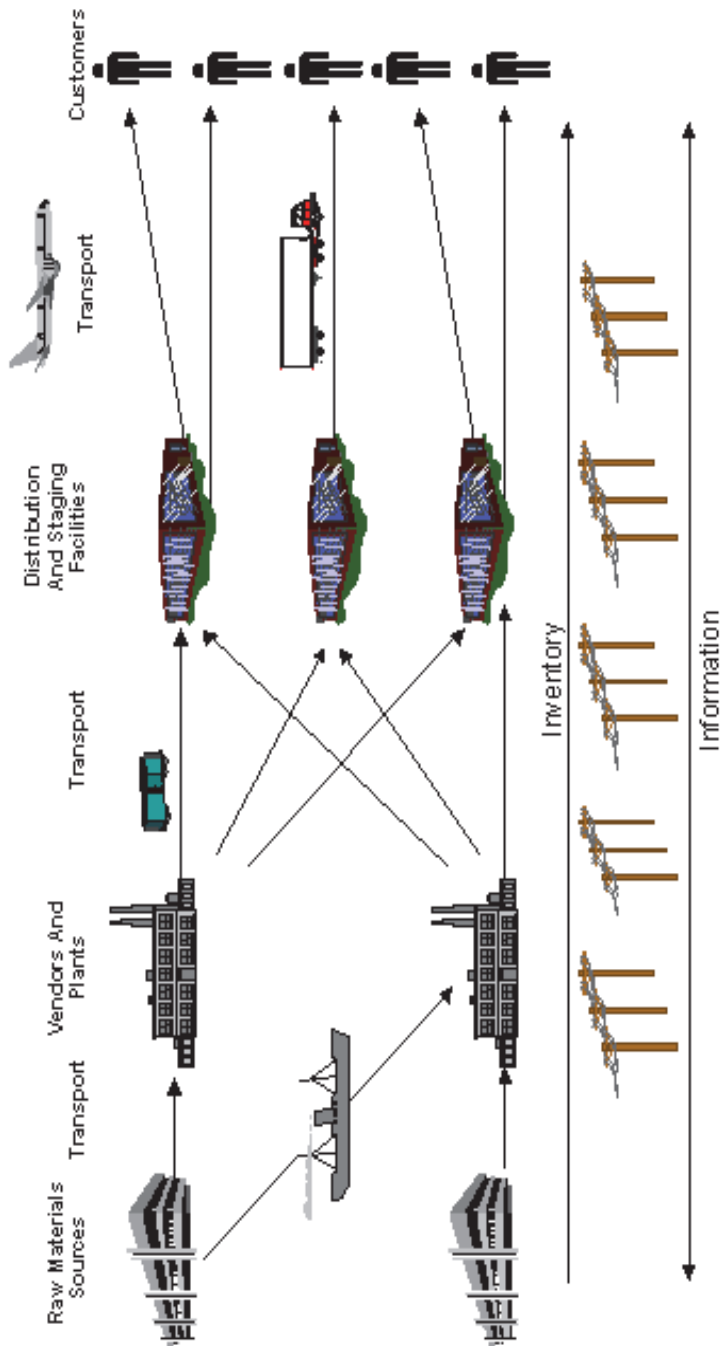 Raw Materials
Sources
Transport
Vendors And
Plants
Transport
Distribution
And Staging
Facilities
Transport
Customers
Inventory
Information